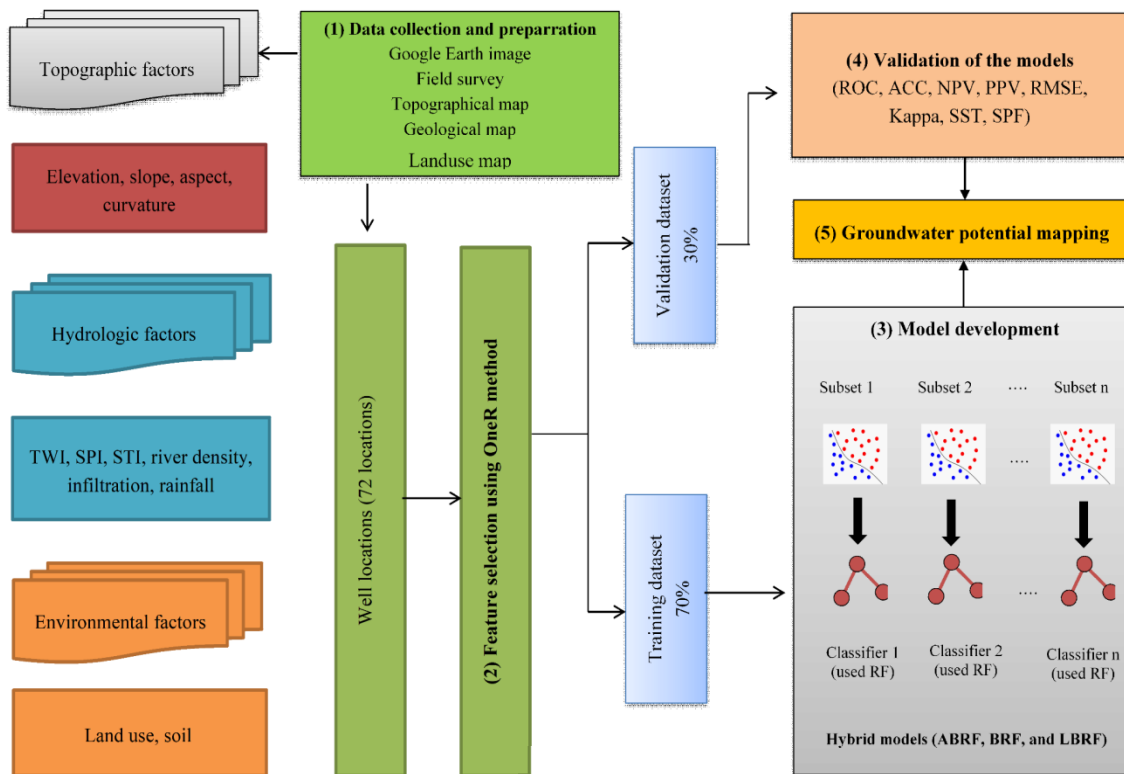 Topographic factors
Elevation, slope, aspect,
curvature
Hydrologic factors
TWI, SPI, STI, river density,
infiltration, rainfall
Environmental factors
Land use, soil
(1) Data collection and preparration
Google Earth image
Field survey
Topographical map
Geological map
Landuse map
Well locations (72 locations)
(2) Feature selection using OneR method
Validation dataset
30%
Training dataset
70%
(4) Validation of the models
(ROC, ACC, NPV, PPV, RMSE,
Kappa, SST, SPF)
(5) Groundwater potential mapping
(3) Model development
Subset 1 Subset 2 .... Subset n
....
....
Classifier 1 Classifier 2 Classifier n
(used RF) (used RF) (used RF)
Hybrid models (ABRF, BRF, and LBRF)